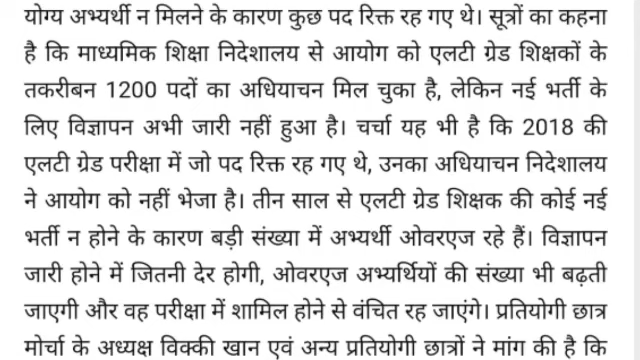 योग्य अभ्यर्थी न मिलने के कारण कुछ पद रिक्त रह गए थे। सूत्रों का कहना
है कि माध्यमिक शिक्षा निदेशालय से आयोग को एलटी ग्रेड शिक्षकों के
तकरीबन 1200 पदों का अधियाचन मिल चुका है, लेकिन नई भर्ती के
लिए विज्ञापन अभी जारी नहीं हुआ है। चर्चा यह भी है कि 2018 की
एलटी ग्रेड परीक्षा में जो पद रिक्त रह गए थे, उनका अधियाचन निदेशालय
ने आयोग को नहीं भेजा है। तीन साल से एलटी ग्रेड शिक्षक की कोई नई
भर्ती न होने के कारण बड़ी संख्या में अभ्यर्थी ओवरएज रहे हैं। विज्ञापन
जारी होने में जितनी देर होगी, ओवरएज अभ्यर्थियों की संख्या भी बढ़ती
जाएगी और वह परीक्षा में शामिल होने से वंचित रह जाएंगे। प्रतियोगी छात्र
मोर्चा के अध्यक्ष विक्की खान एवं अन्य प्रतियोगी छात्रों ने मांग की है कि